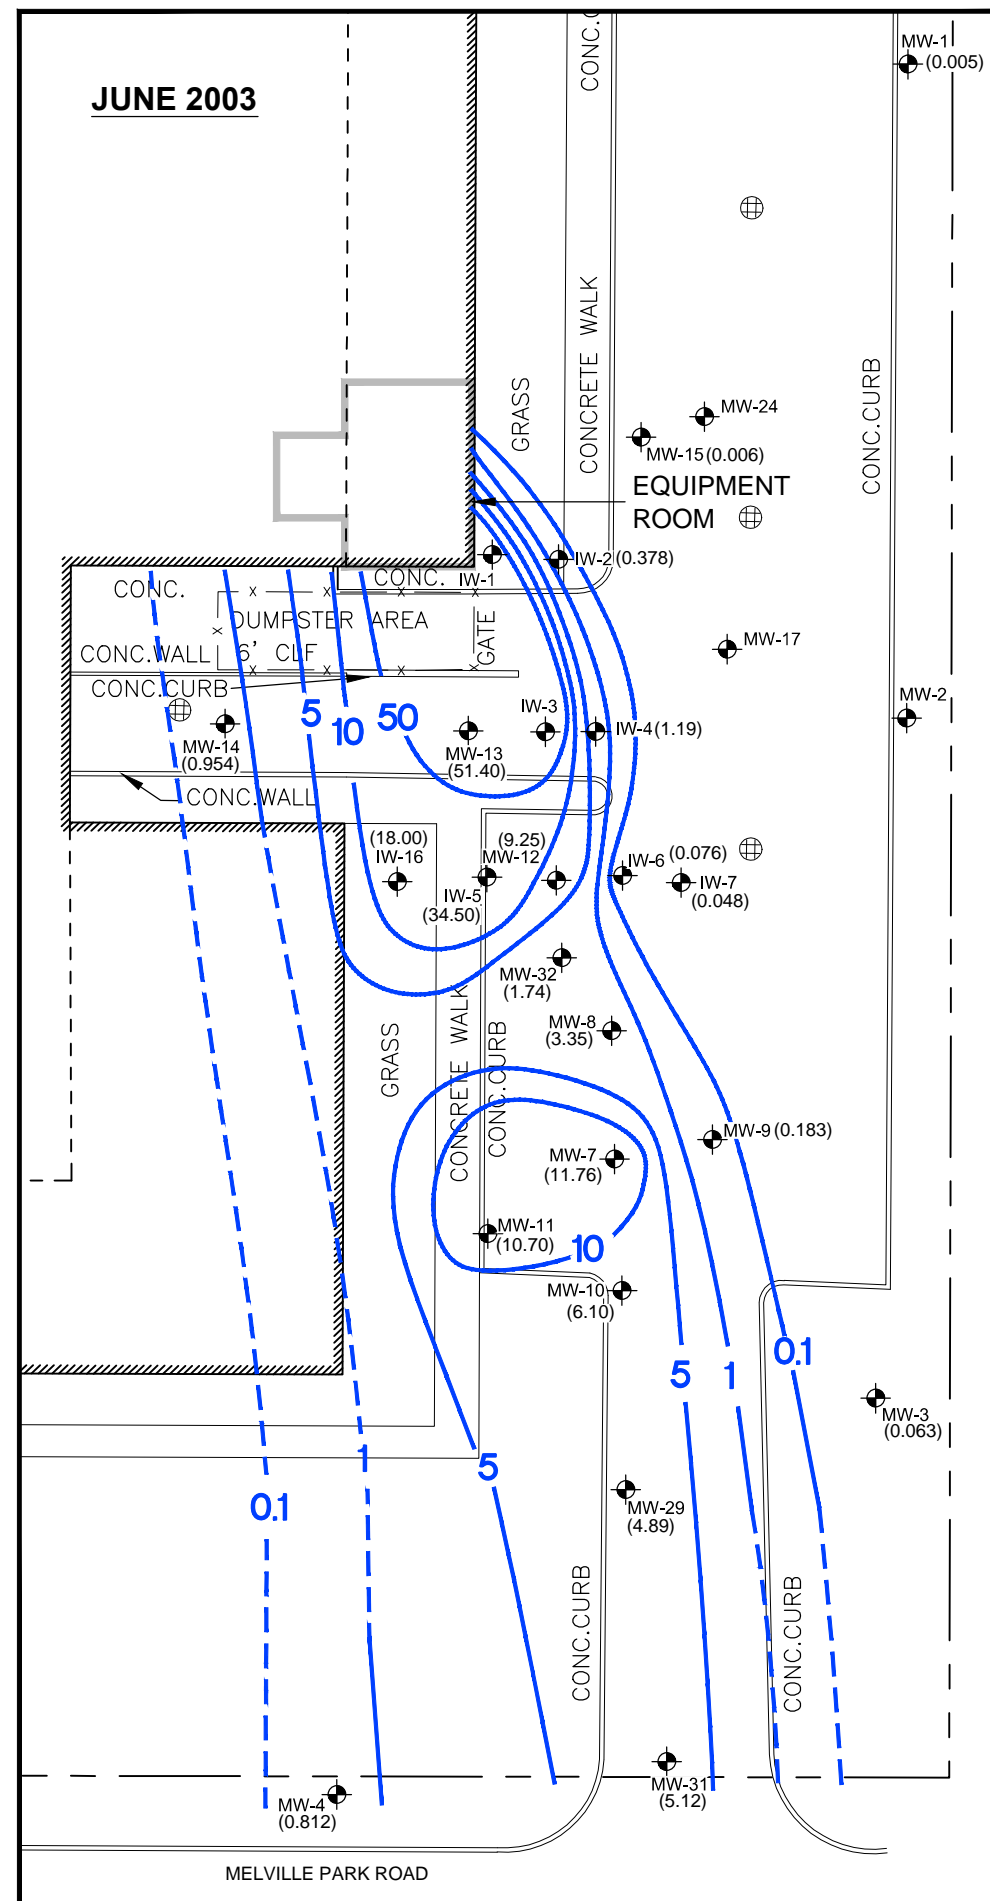 JUNE 2003
CONC.
MW-1
(0.005)
CONCRETE WALK
GRASS
CONC.CURB
MW-24
MW-15 (0.006)
EQUIPMENT
ROOM
IW-1
IW-2 (0.378)
CONC.
CONC.
DUMPSTER AREA
6' CLF
GATE
CONC.WALL
CONC.CURB
MW-17
MW-2
5
10
50
IW-3
IW-4 (1.19)
MW-14
(0.954)
MW-13
(51.40)
CONC.WALL
(18.00)
IW-16
(9.25)
MW-12
IW-5
(34.50)
IW-6
(0.076)
IW-7
(0.048)
MW-32
(1.74)
MW-8
(3.35)
GRASS
CONCRETE WALK
CONC.CURB
MW-9 (0.183)
MW-7
(11.76)
MW-11
(10.70)
10
MW-10
(6.10)
5
1
0.1
MW-3
(0.063)
1
5
0.1
MW-29
(4.89)
CONC.CURB
CONC.CURB
MW-4
(0.812)
MW-31
(5.12)
MELVILLE PARK ROAD